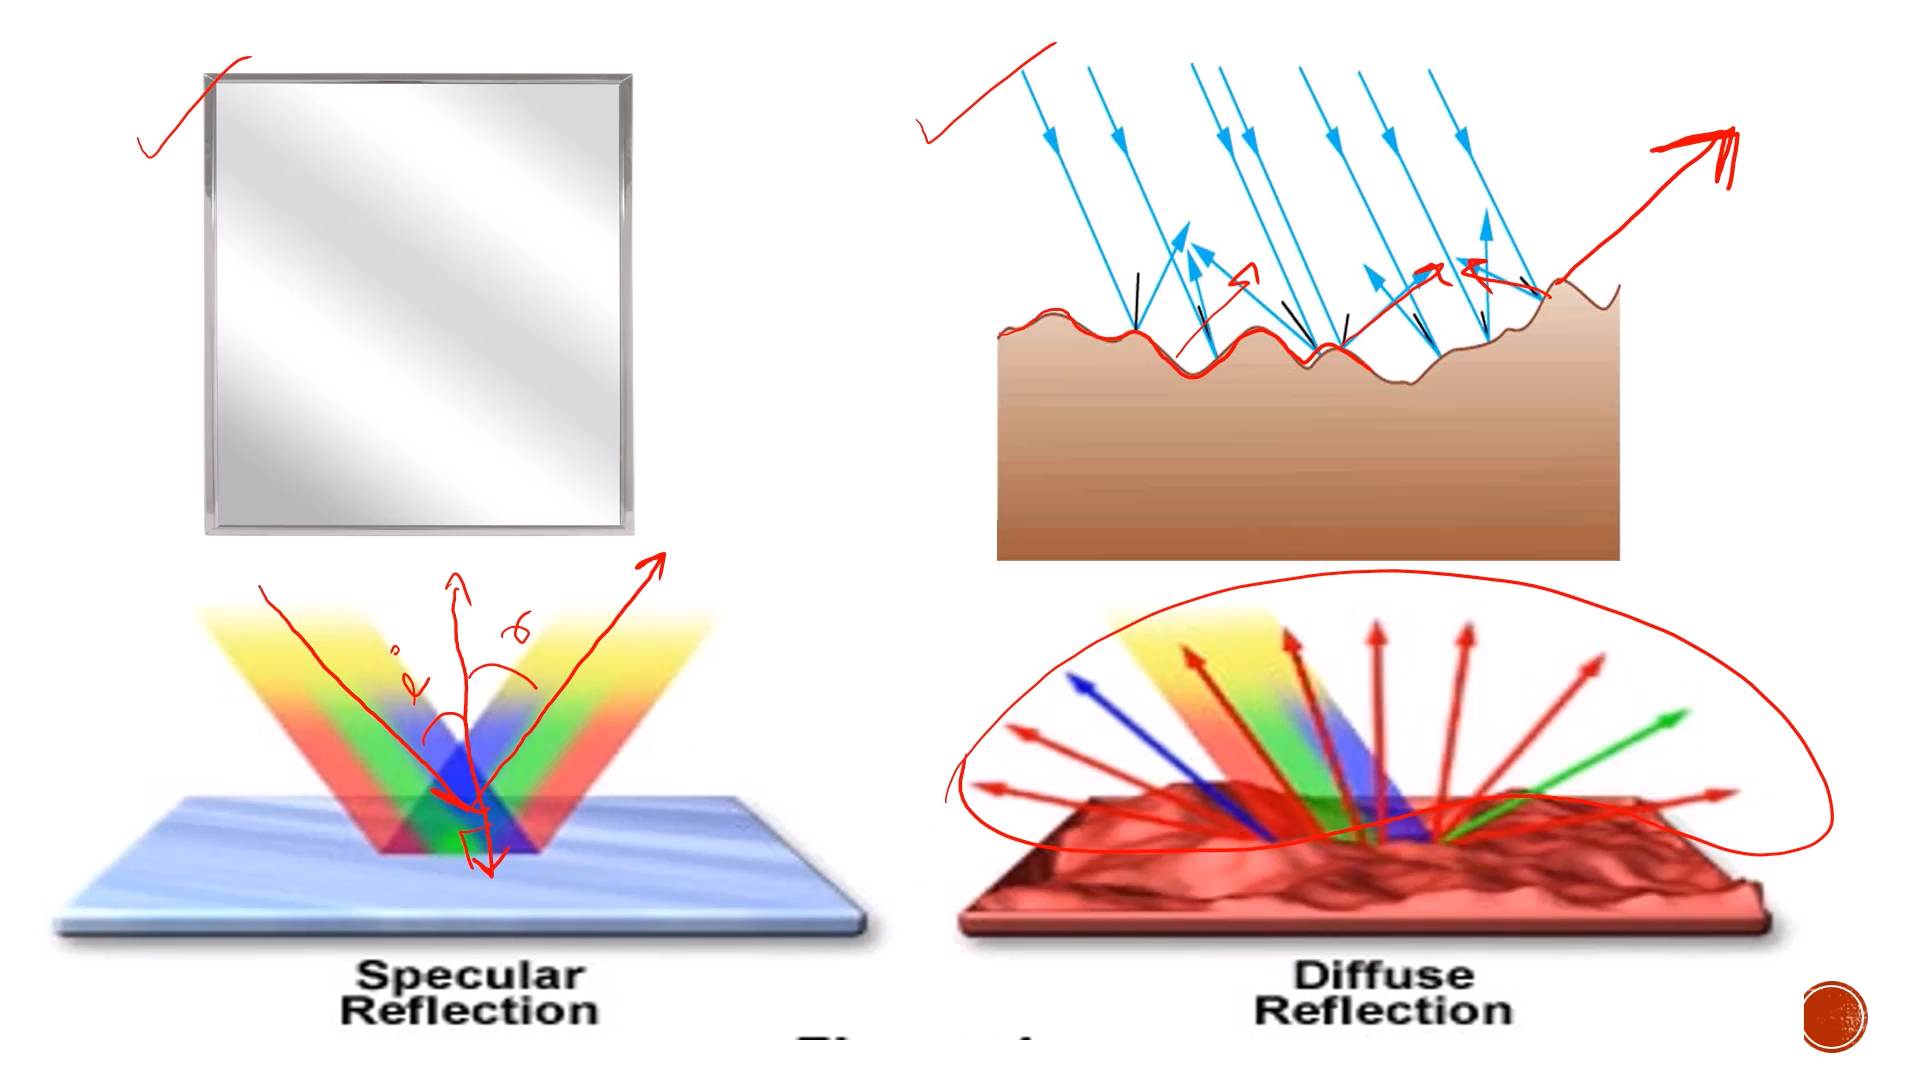 i
r
Specular
Reflection
Diffuse
Reflection